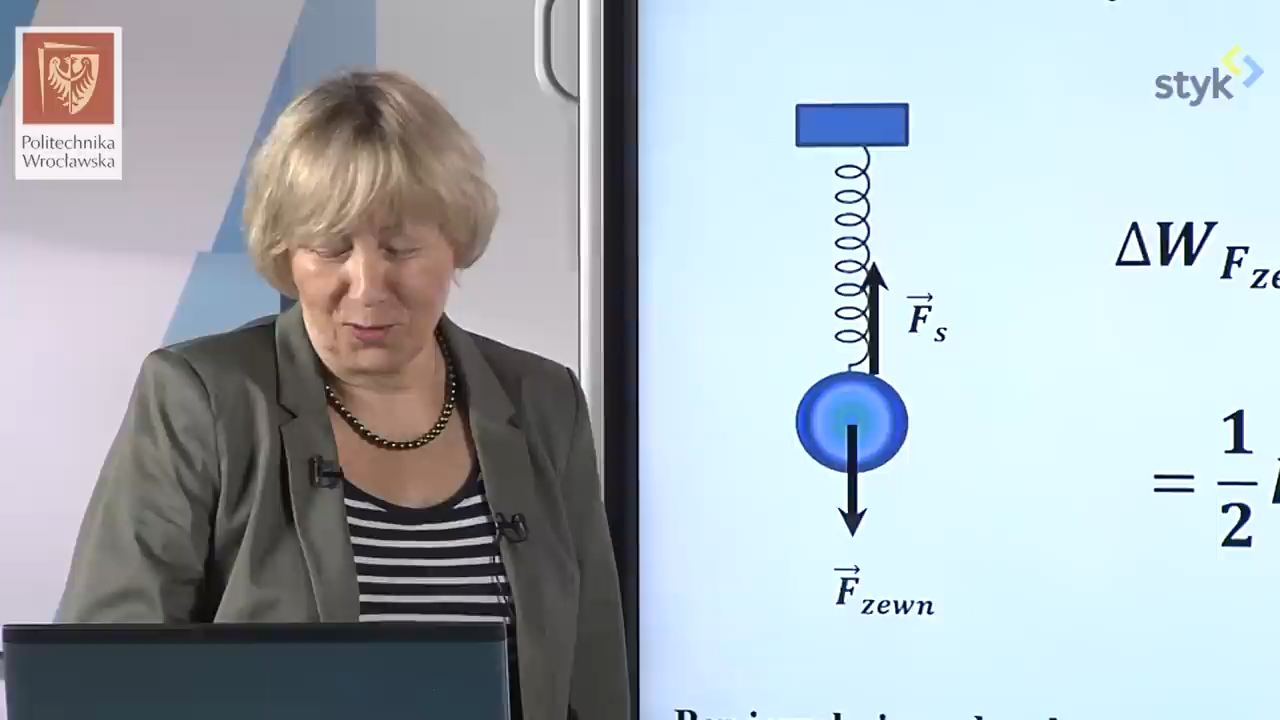 Politechnika
Wrocławska
styk
ΔW F
F s
= 1
2
F zewn